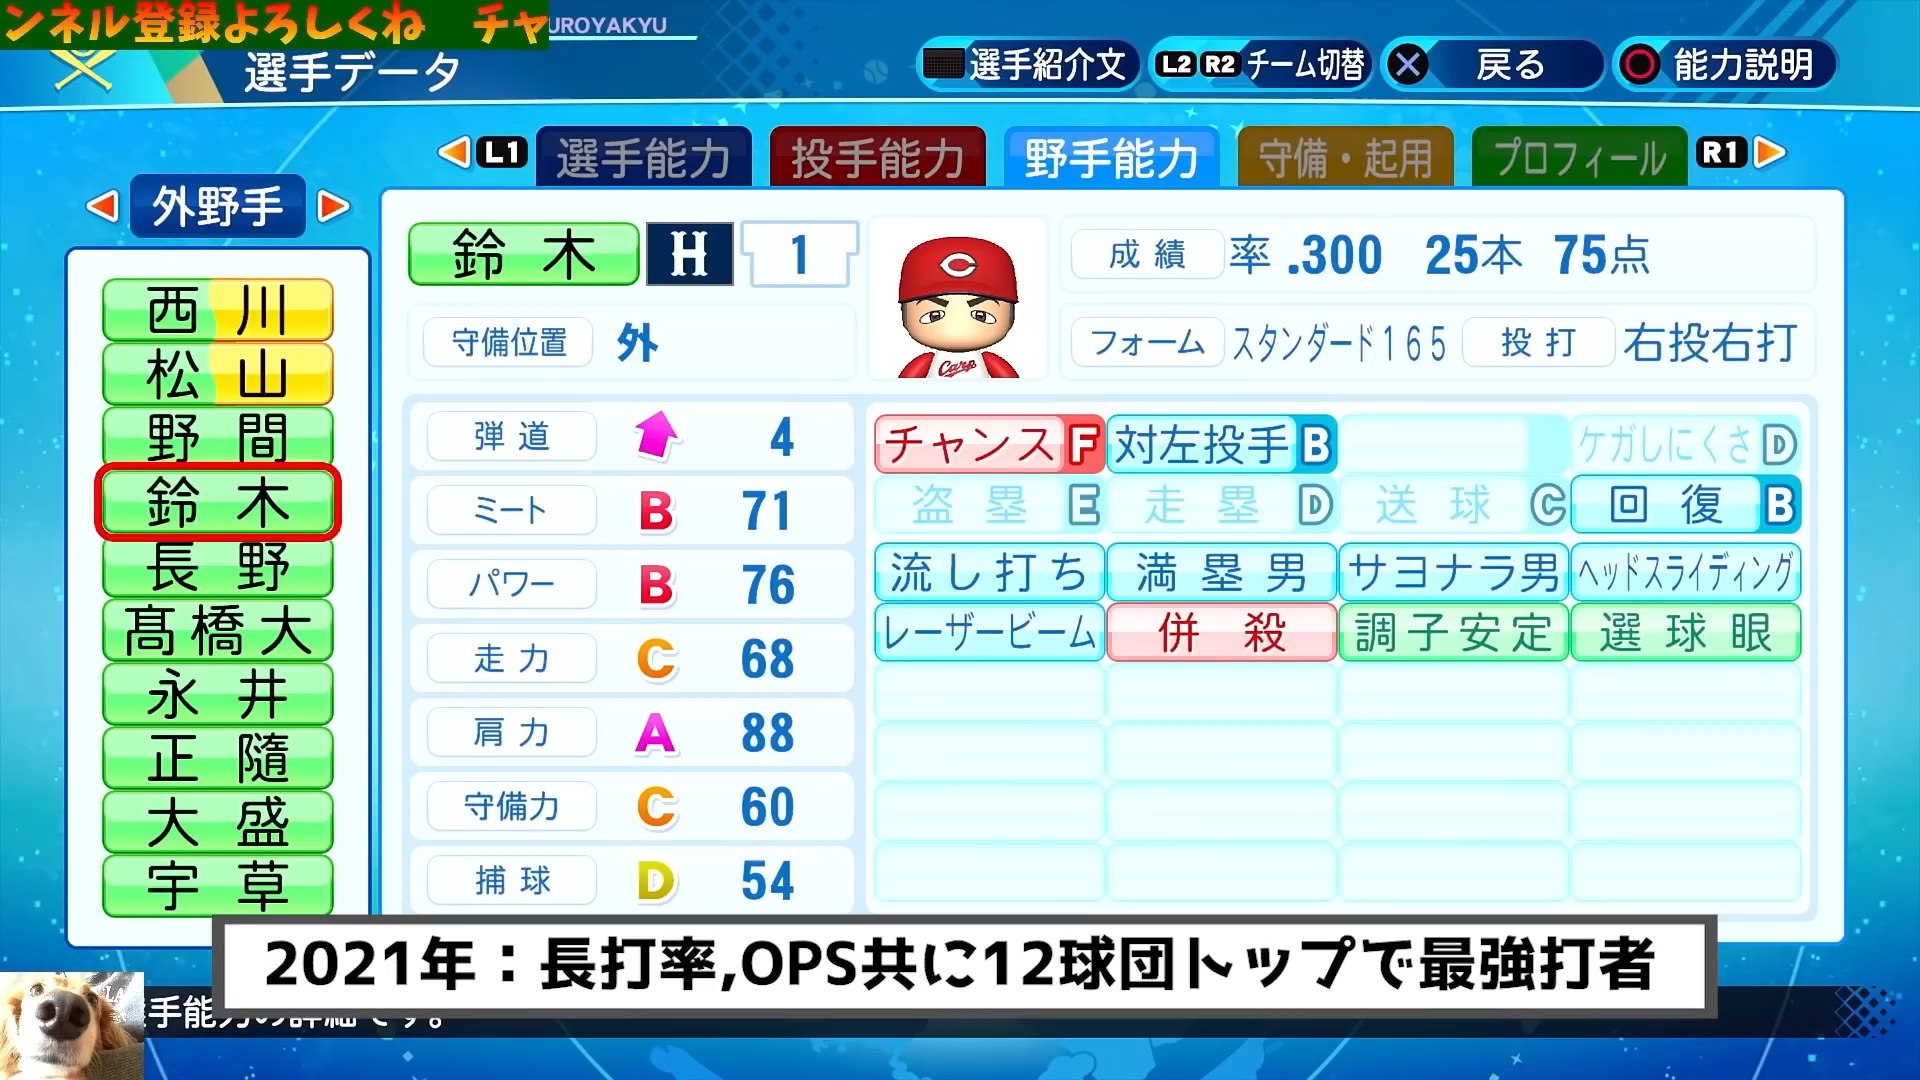 ンネル登録よろしくね　チャ
UROYAKYU
選手データ
選手紹介文
L2 R2 チーム切替
戻る
能力説明
L1 選手能力 投手能力 野手能力 守備・起用 プロフィール R1
外野手
西川
松山
野間
鈴木
長野
髙橋大
永井
正隨
大盛
宇草
鈴木 H 1
成績 率 .300 25本 75点
守備位置 外
フォーム スタンダード165 投打 右投右打
弾道 4
ミート B 71
パワー B 76
走力 C 68
肩力 A 88
守備力 C 60
捕球 D 54
チャンス F 対左投手 B ケガしにくさ D
盗塁 E 走塁 D 送球 C 回復 B
流し打ち 満塁男 サヨナラ男 ヘッドスライディング
レーザービーム 併殺 調子安定 選球眼
C
Carp
2021年：長打率,OPS共に12球団トップで最強打者
手能力の詳細です。